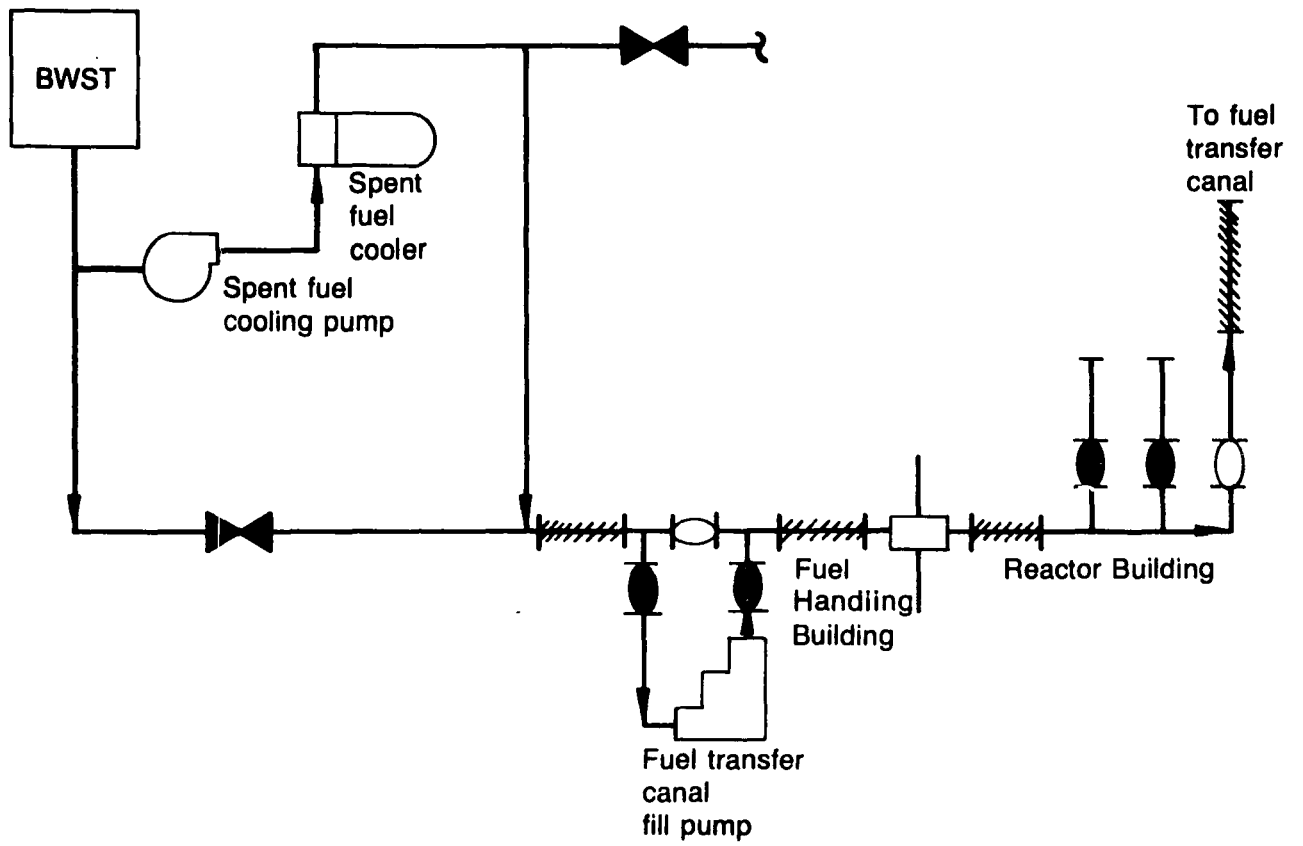 BWST
Spent
fuel
cooler
Spent fuel
cooling pump
To fuel
transfer
canal
Fuel
Handling
Building
Reactor Building
Fuel transfer
canal
fill pump